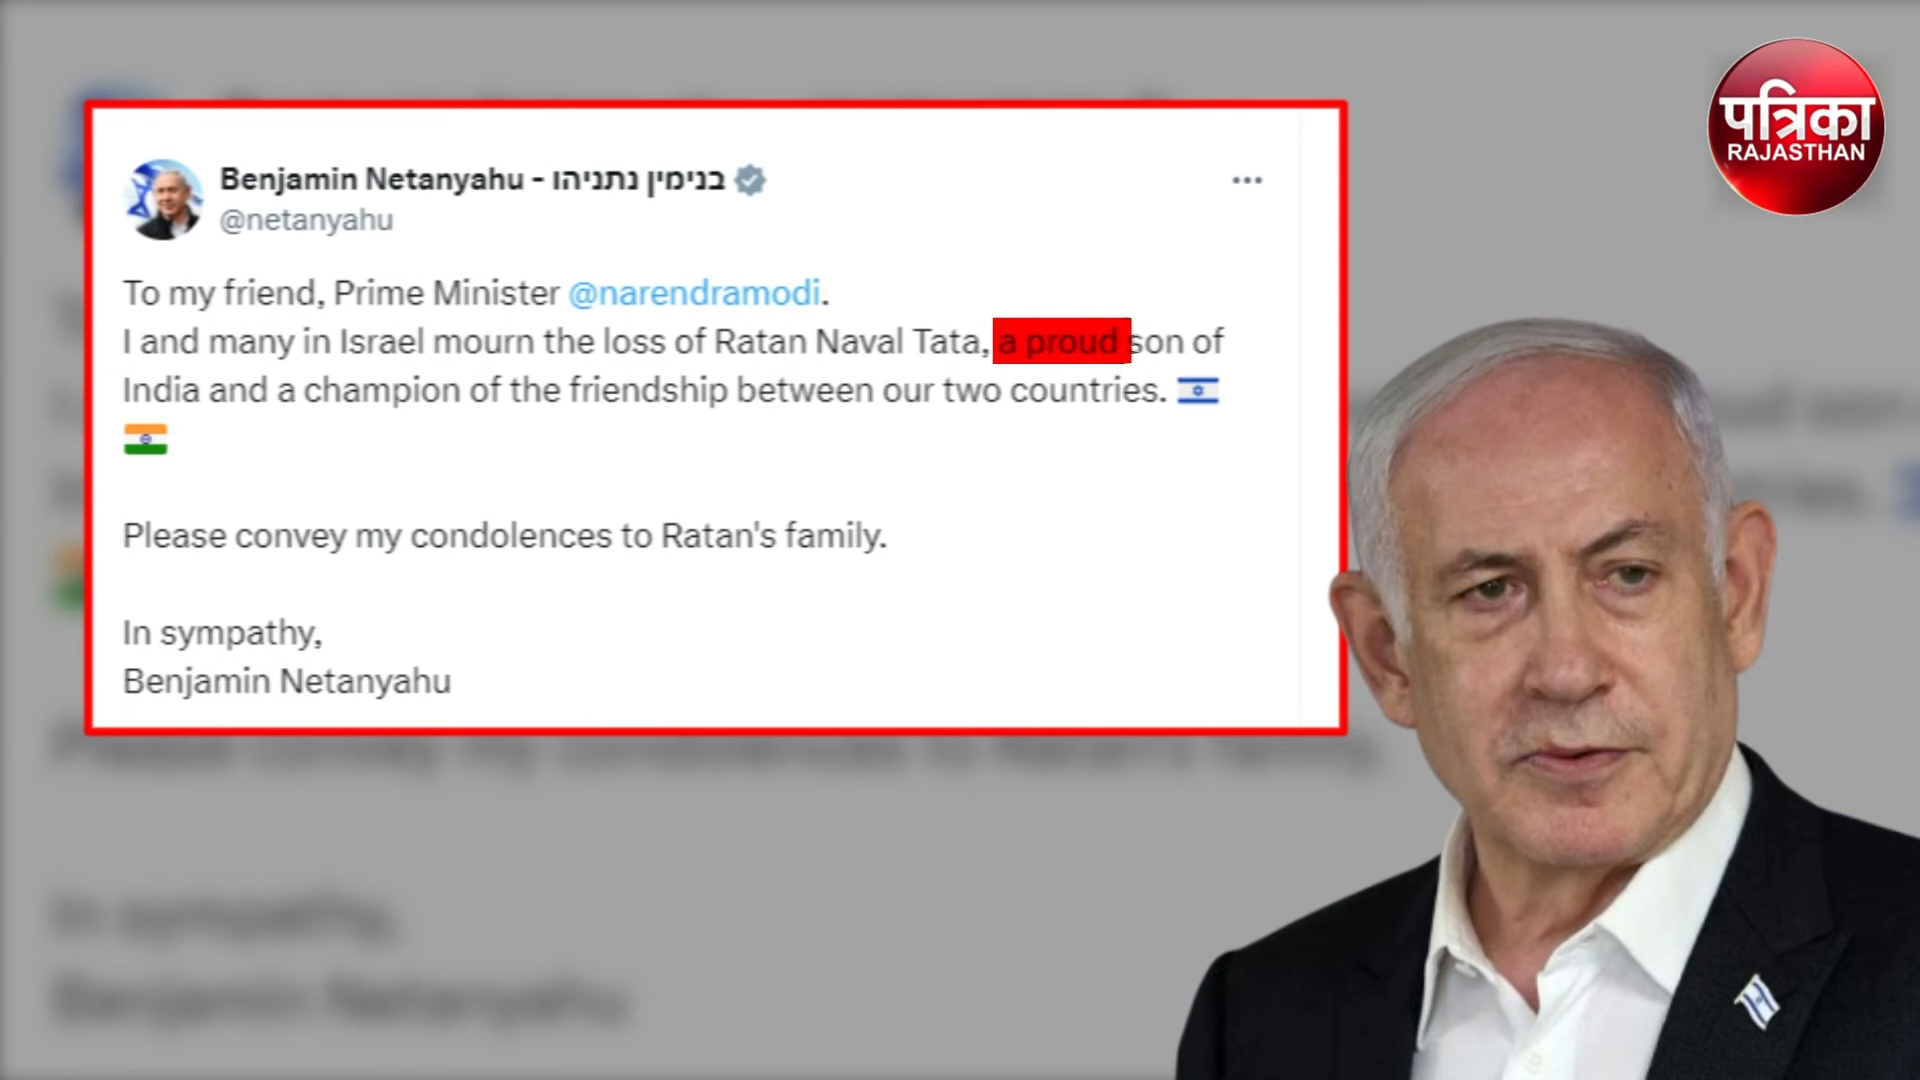 पत्रिका
RAJASTHAN
Benjamin Netanyahu - בנימין נתניהו
@netanyahu
To my friend, Prime Minister @narendramodi.
I and many in Israel mourn the loss of Ratan Naval Tata, a proud son of
India and a champion of the friendship between our two countries. 🇮🇱
🇮🇳
Please convey my condolences to Ratan's family.
In sympathy,
Benjamin Netanyahu